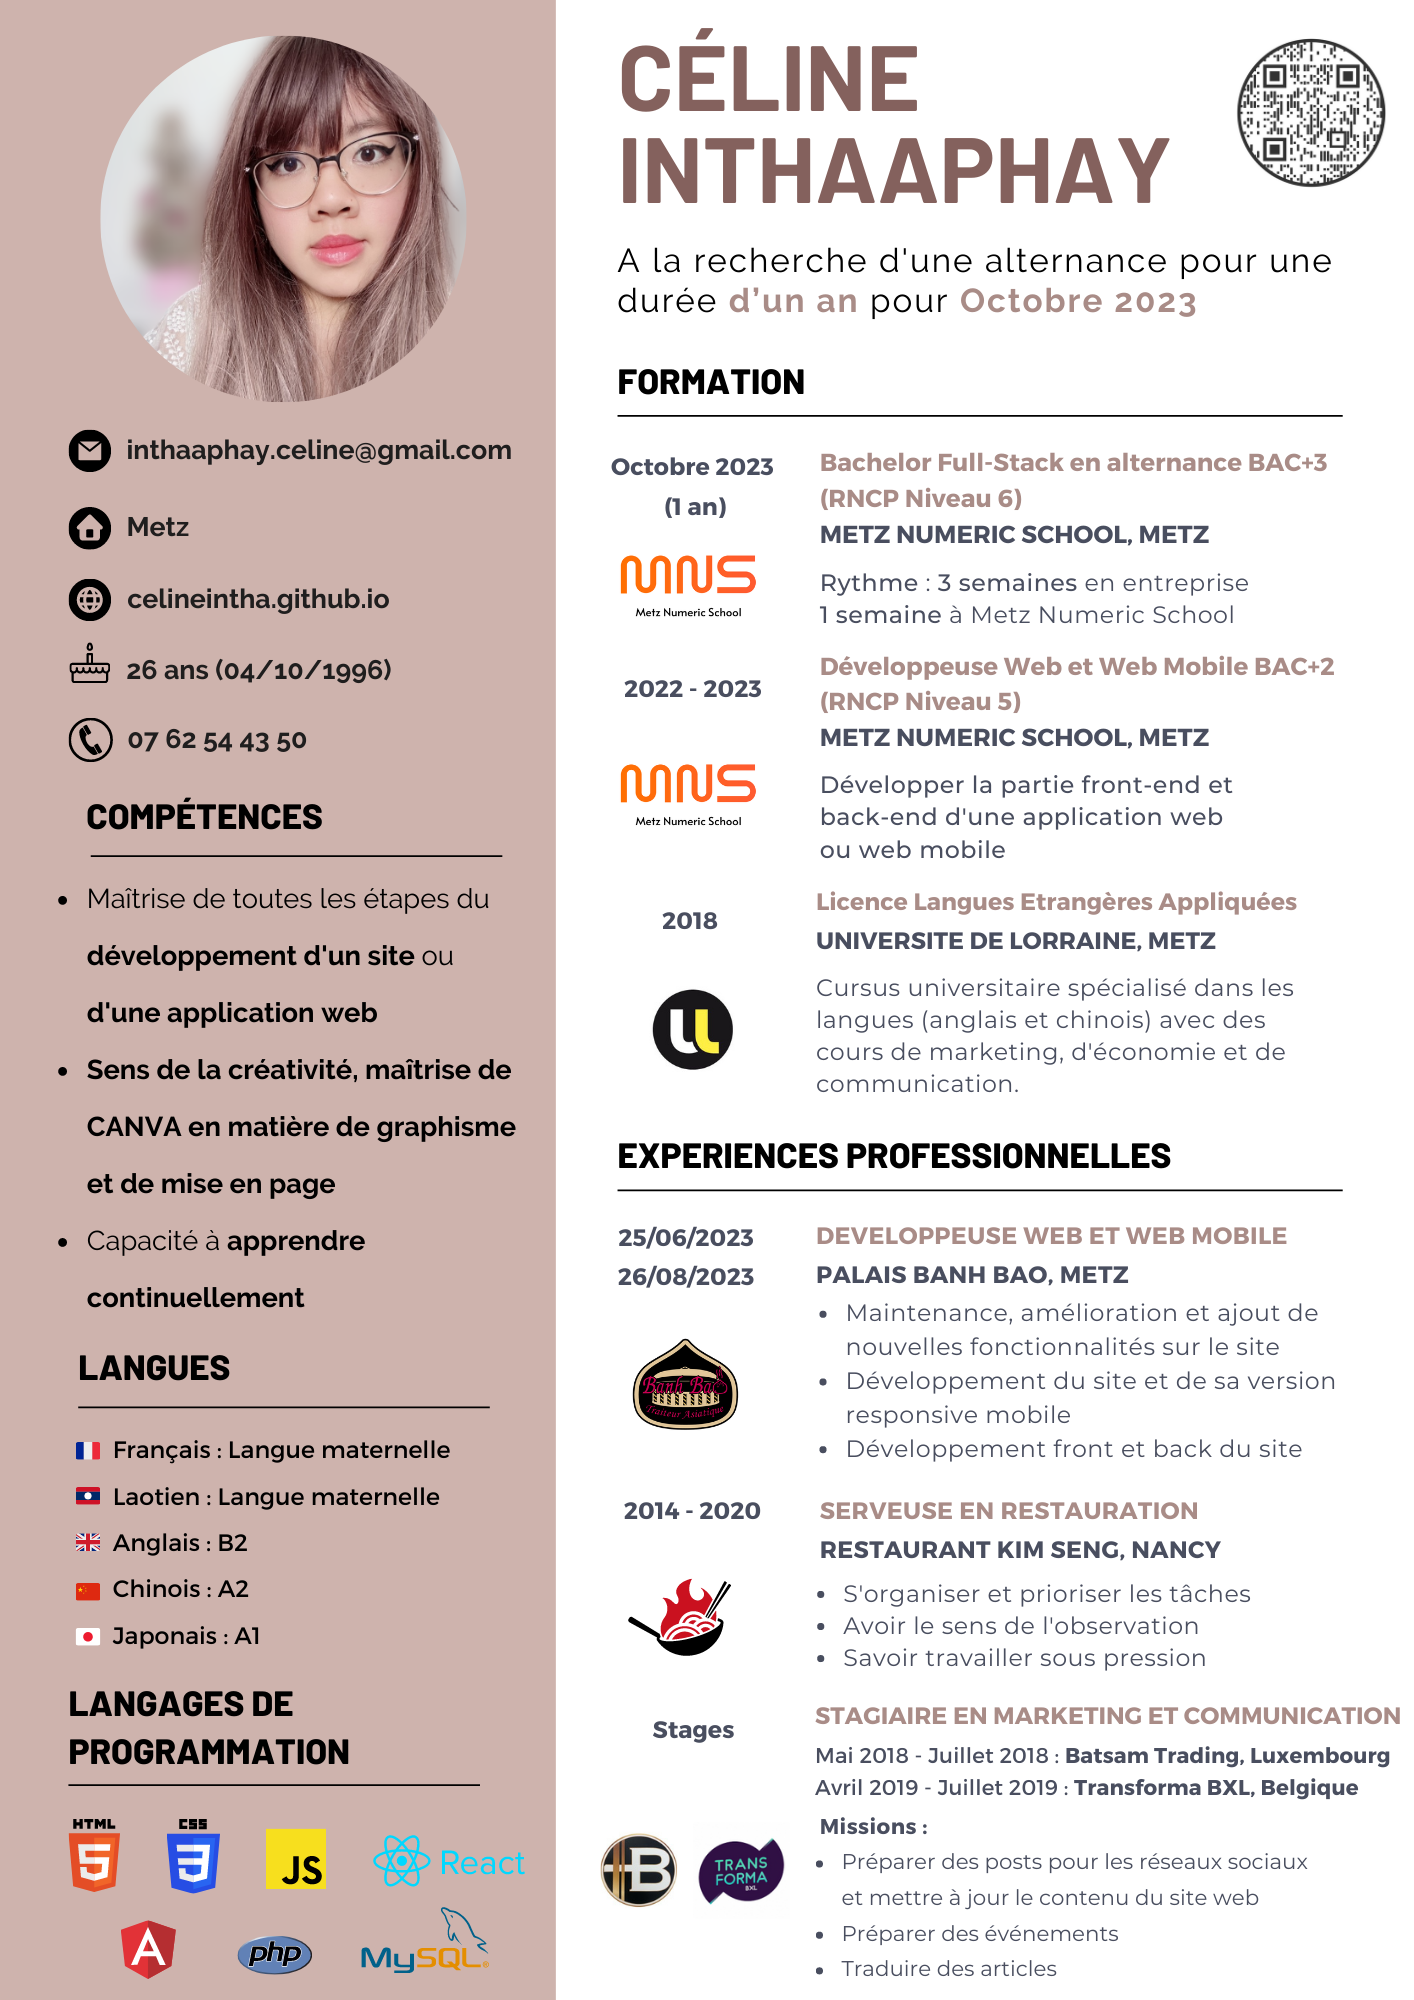 CÉLINE
INTHAAPHAY
A la recherche d'une alternance pour une
durée d’un an pour Octobre 2023
inthaaphay.celine@gmail.com
Metz
celineintha.github.io
26 ans (04/10/1996)
07 62 54 43 50
COMPÉTENCES
• Maîtrise de toutes les étapes du
développement d'un site ou
d'une application web
• Sens de la créativité, maîtrise de
CANVA en matière de graphisme
et de mise en page
• Capacité à apprendre
continuellement
LANGUES
Français : Langue maternelle
Laotien : Langue maternelle
Anglais : B2
Chinois : A2
Japonais : A1
LANGAGES DE
PROGRAMMATION
HTML
5
CSS
3
JS
React
A
php
MySQL
FORMATION
Octobre 2023
(1 an)
MNS
Metz Numeric School
Bachelor Full-Stack en alternance BAC+3
(RNCP Niveau 6)
METZ NUMERIC SCHOOL, METZ
Rythme : 3 semaines en entreprise
1 semaine à Metz Numeric School
2022 - 2023
MNS
Metz Numeric School
Développeuse Web et Web Mobile BAC+2
(RNCP Niveau 5)
METZ NUMERIC SCHOOL, METZ
Développer la partie front-end et
back-end d'une application web
ou web mobile
2018
Licence Langues Etrangères Appliquées
UNIVERSITE DE LORRAINE, METZ
Cursus universitaire spécialisé dans les
langues (anglais et chinois) avec des
cours de marketing, d'économie et de
communication.
EXPERIENCES PROFESSIONNELLES
25/06/2023
26/08/2023
Banh Bao
Traiteur Asiatique
DEVELOPPEUSE WEB ET WEB MOBILE
PALAIS BANH BAO, METZ
• Maintenance, amélioration et ajout de
nouvelles fonctionnalités sur le site
• Développement du site et de sa version
responsive mobile
• Développement front et back du site
2014 - 2020
SERVEUSE EN RESTAURATION
RESTAURANT KIM SENG, NANCY
• S'organiser et prioriser les tâches
• Avoir le sens de l'observation
• Savoir travailler sous pression
Stages
B
TRANS
FORMA
BXL
STAGIAIRE EN MARKETING ET COMMUNICATION
Mai 2018 - Juillet 2018 : Batsam Trading, Luxembourg
Avril 2019 - Juillet 2019 : Transforma BXL, Belgique
Missions :
• Préparer des posts pour les réseaux sociaux
et mettre à jour le contenu du site web
• Préparer des événements
• Traduire des articles